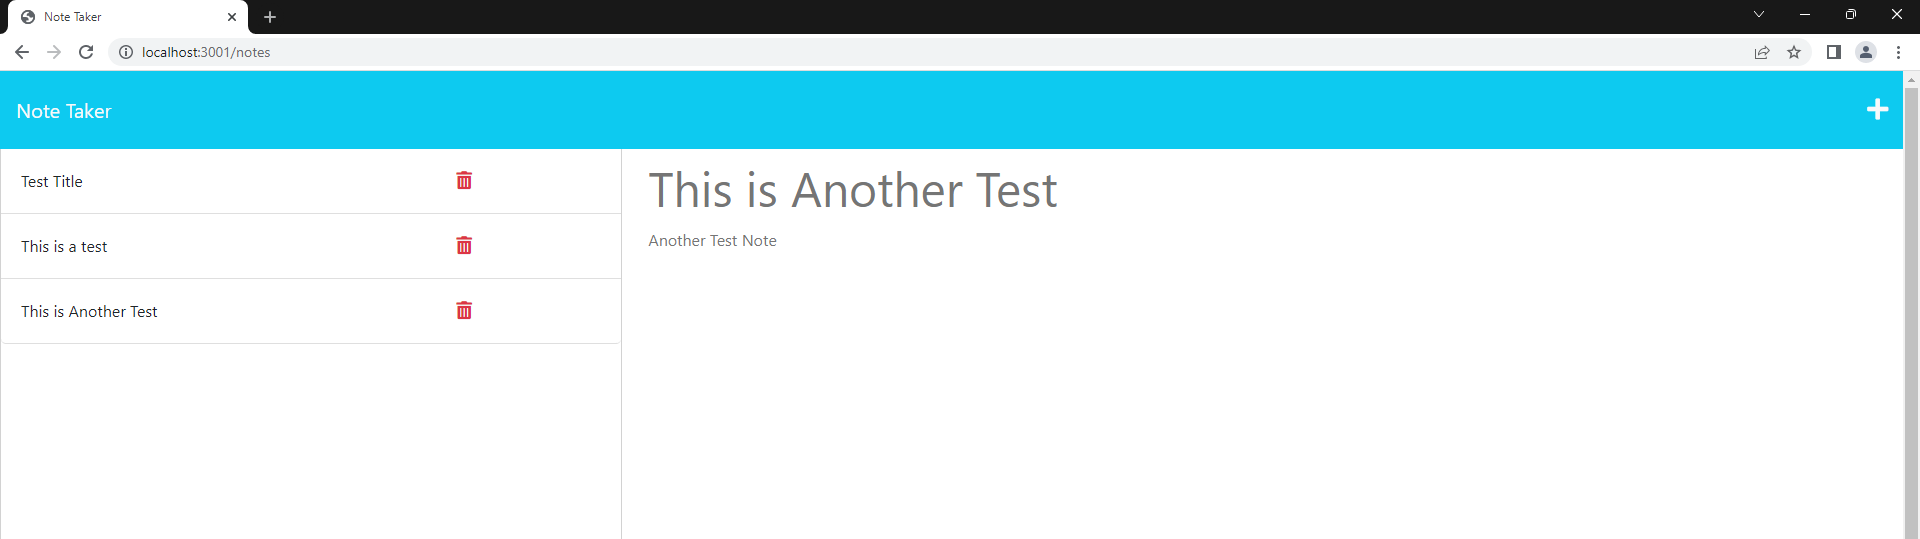 Note Taker
localhost:3001/notes
Note Taker
Test Title
This is a test
This is Another Test
This is Another Test
Another Test Note